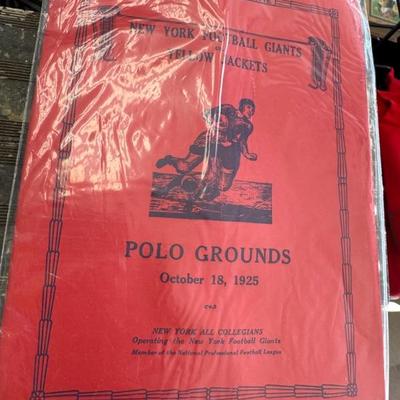 NEW YORK FOOTBALL GIANTS
YELLOW JACKETS
POLO GROUNDS
October 18, 1925
NEW YORK ALL COLLEGIANS
Operating the New York Football Giants
Member of the National Professional Football League